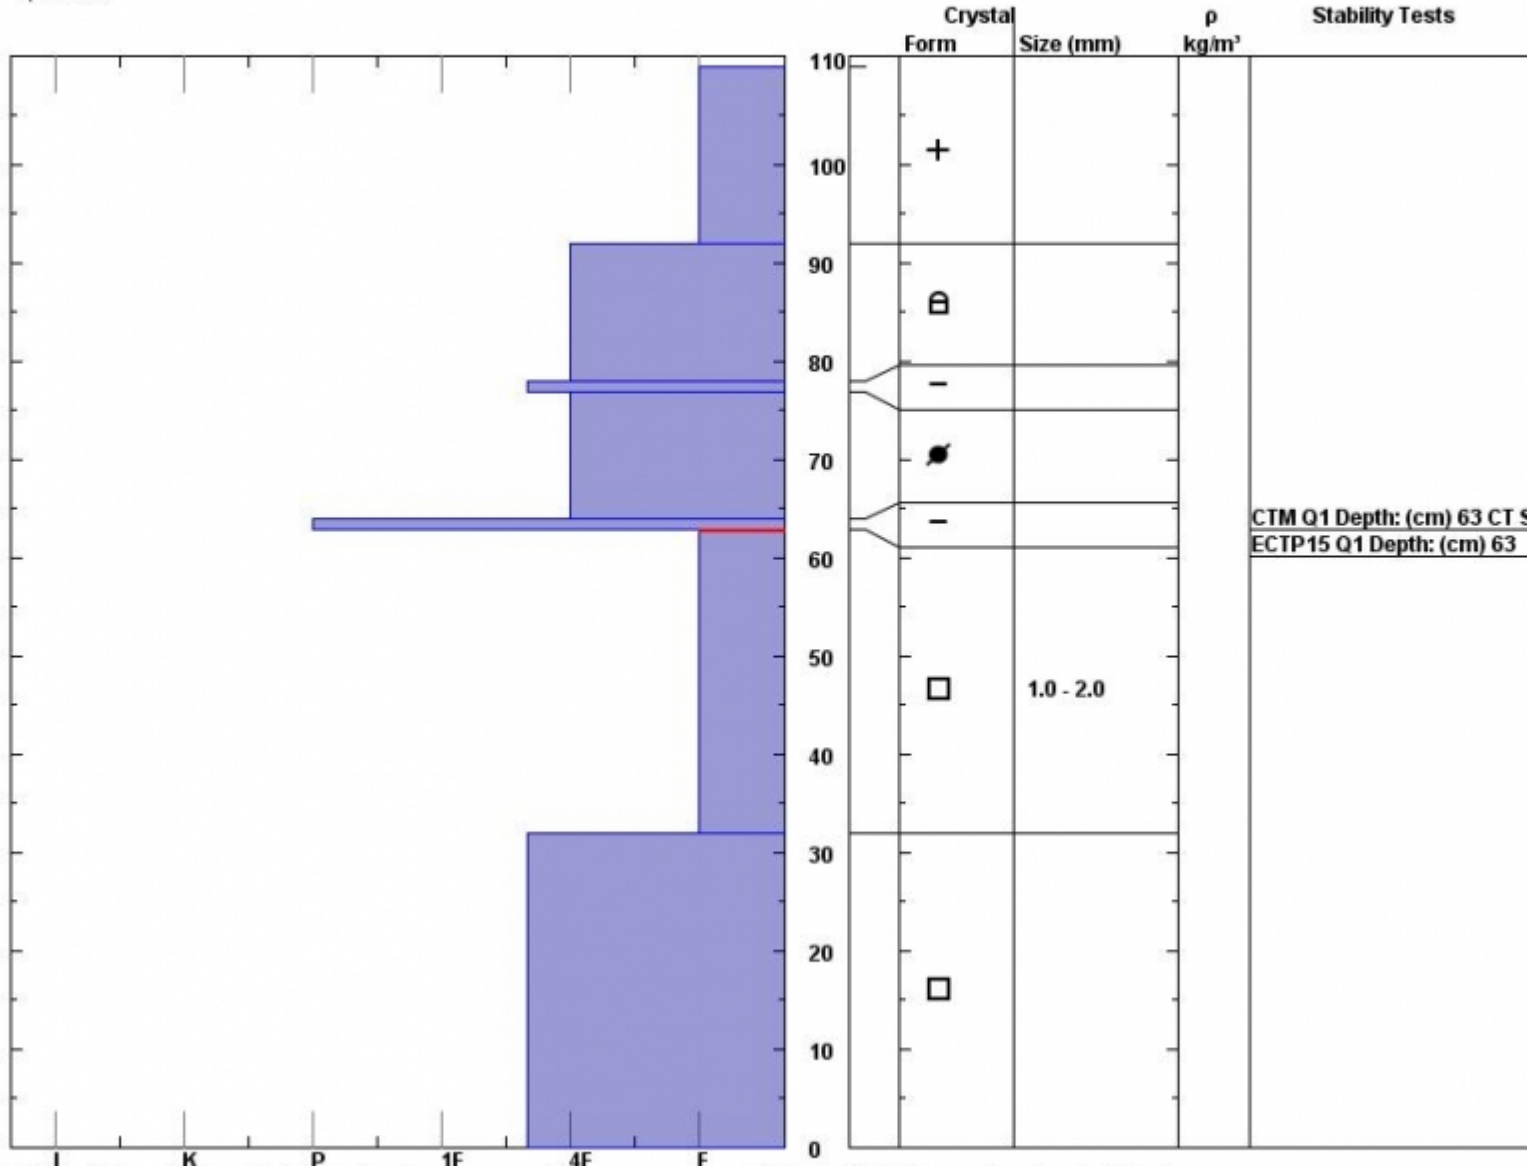 Crystal ρ Stability Tests
Form Size (mm) kg/m³
110
100
90
80
70
CTM Q1 Depth: (cm) 63 CT S
ECTP15 Q1 Depth: (cm) 63
60
50
1.0 - 2.0
40
30
20
10
0
I K P 1F 4F F